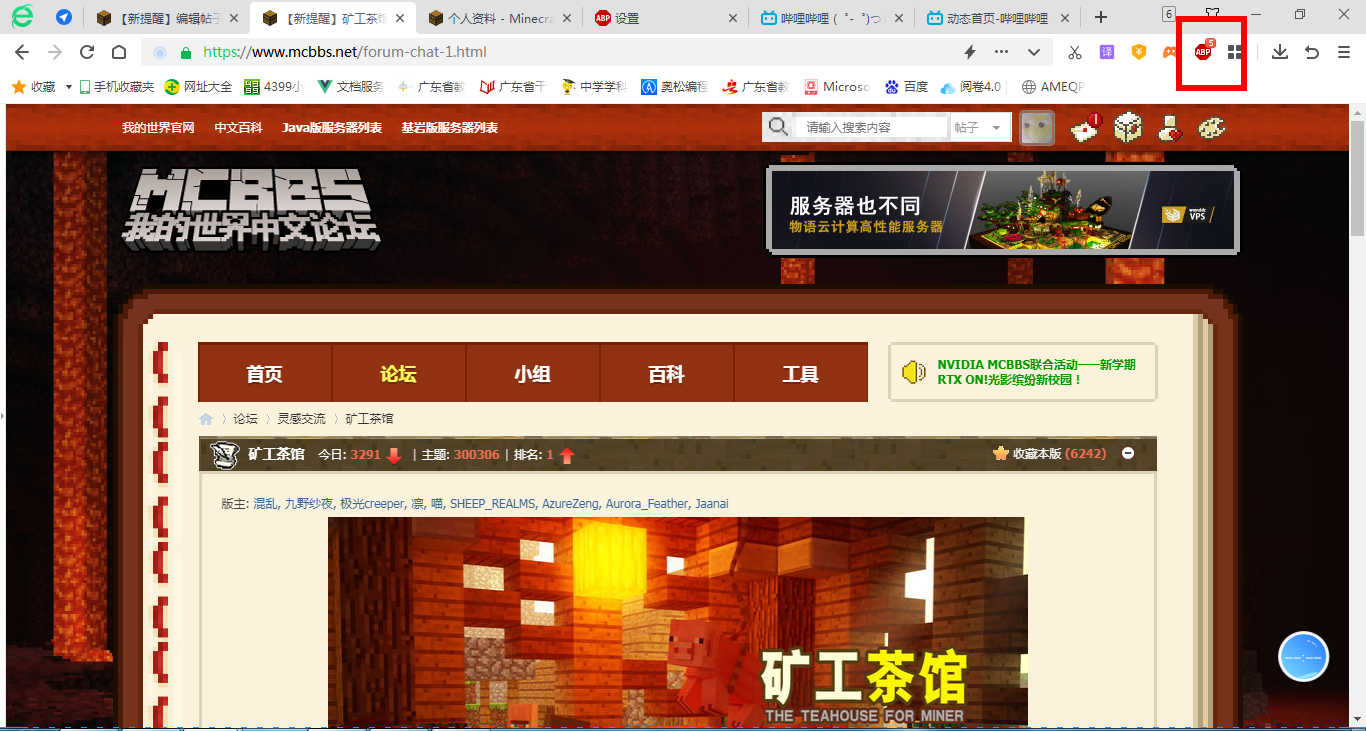 【新提醒】编辑帖子
【新提醒】矿工茶馆
个人资料 - Minecra
ABP 设置
哔哩哔哩 (゜-゜)つ
动态首页-哔哩哔哩
6
https://www.mcbbs.net/forum-chat-1.html
译
ABP 5
收藏 手机收藏夹 网址大全 4399小 文档服务 广东省教 广东省干 中学学科 奥松编程 广东省教 Microso 百度 阅卷4.0 AMEQP
我的世界官网 中文百科 Java版服务器列表 基岩版服务器列表
请输入搜索内容 帖子
MCBBS
我的世界中文论坛
服务器也不同
物语云计算高性能服务器
VPS
首页 论坛 小组 百科 工具
NVIDIA MCBBS联合活动——新学期
RTX ON!光影缤纷新校园！
论坛 〉 灵感交流 〉 矿工茶馆
矿工茶馆 今日: 3291 | 主题: 300306 | 排名: 1
收藏本版 (6242)
版主: 混乱, 九野纱夜, 极光creeper, 凛, 喵, SHEEP_REALMS, AzureZeng, Aurora_Feather, Jaanai
矿工茶馆
THE TEAHOUSE FOR MINER
--:--